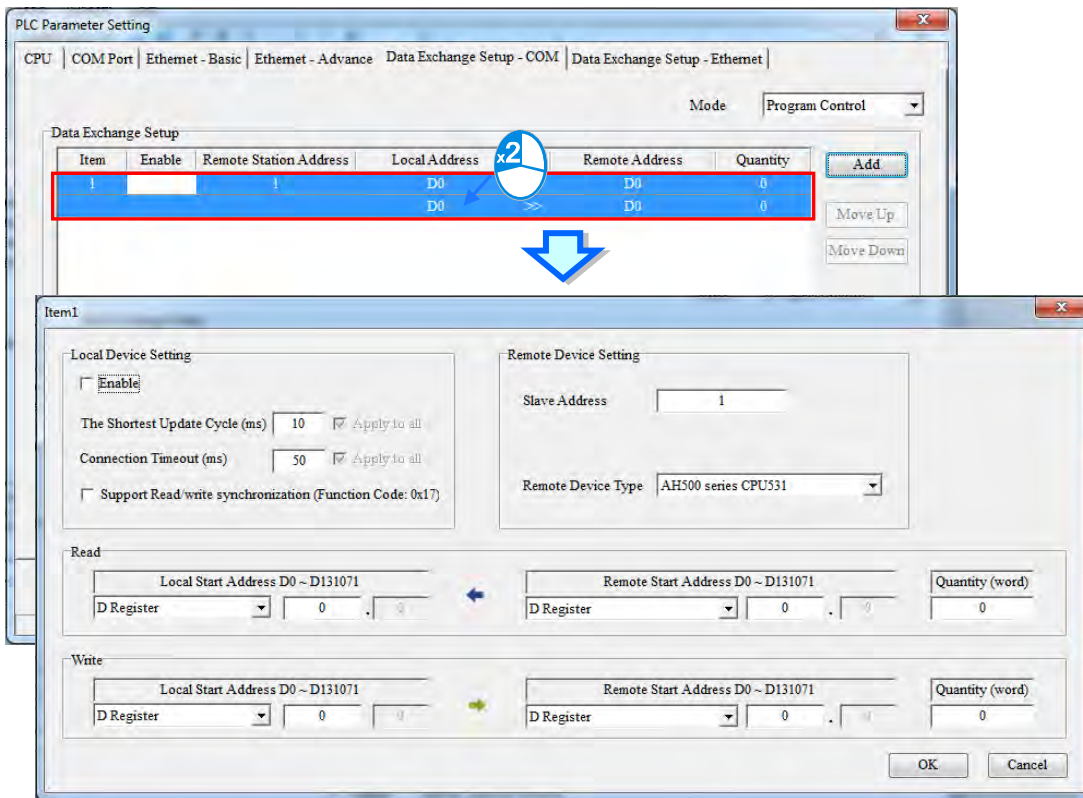 PLC Parameter Setting
CPU COM Port Ethernet - Basic Ethernet - Advance Data Exchange Setup - COM Data Exchange Setup - Ethernet
Mode Program Control
Data Exchange Setup
Item Enable Remote Station Address Local Address Remote Address Quantity
1 1 D0 D0 0
D0 >> D0 0
x2
Add
Move Up
Move Down
Item1
Local Device Setting
Enable
The Shortest Update Cycle (ms) 10 Apply to all
Connection Timeout (ms) 50 Apply to all
Support Read/write synchronization (Function Code: 0x17)
Remote Device Setting
Slave Address 1
Remote Device Type AH500 series CPU531
Read
Local Start Address D0 ~ D131071 Remote Start Address D0 ~ D131071 Quantity (word)
D Register 0 . 0 D Register 0 . 0 0
Write
Local Start Address D0 ~ D131071 Remote Start Address D0 ~ D131071 Quantity (word)
D Register 0 0 D Register 0 . 0 0
OK Cancel